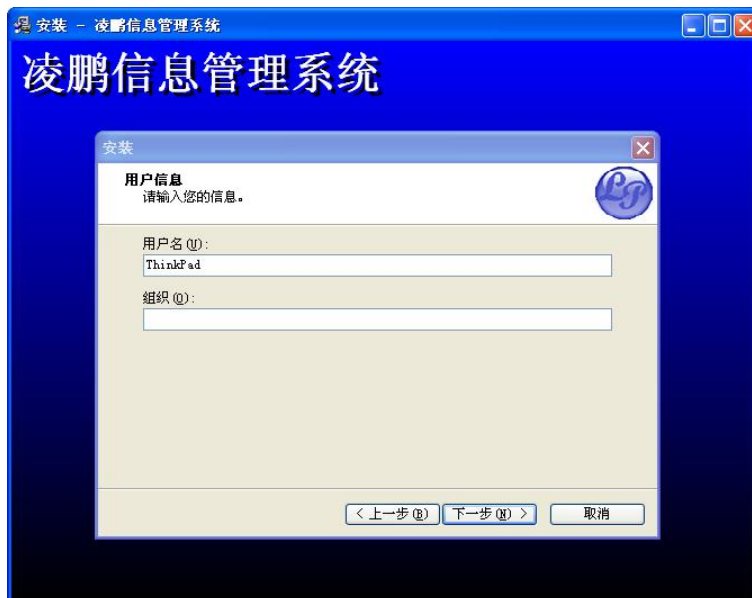 安装 - 凌鹏信息管理系统
凌鹏信息管理系统
安装
用户信息
请输入您的信息。
LP
用户名(U):
ThinkPad
组织(O):
< 上一步(B)
下一步(N) >
取消